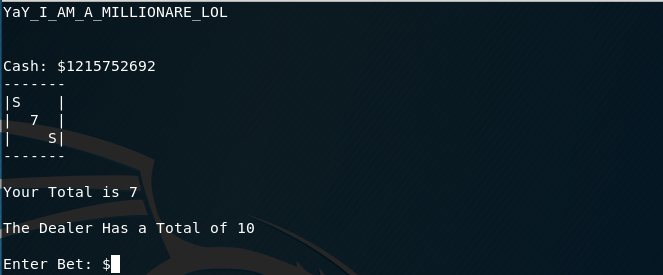 YaY_I_AM_A_MILLIONARE_LOL
Cash: $1215752692
-------
|S    |
|  7  |
|    S|
-------
Your Total is 7
The Dealer Has a Total of 10
Enter Bet: $